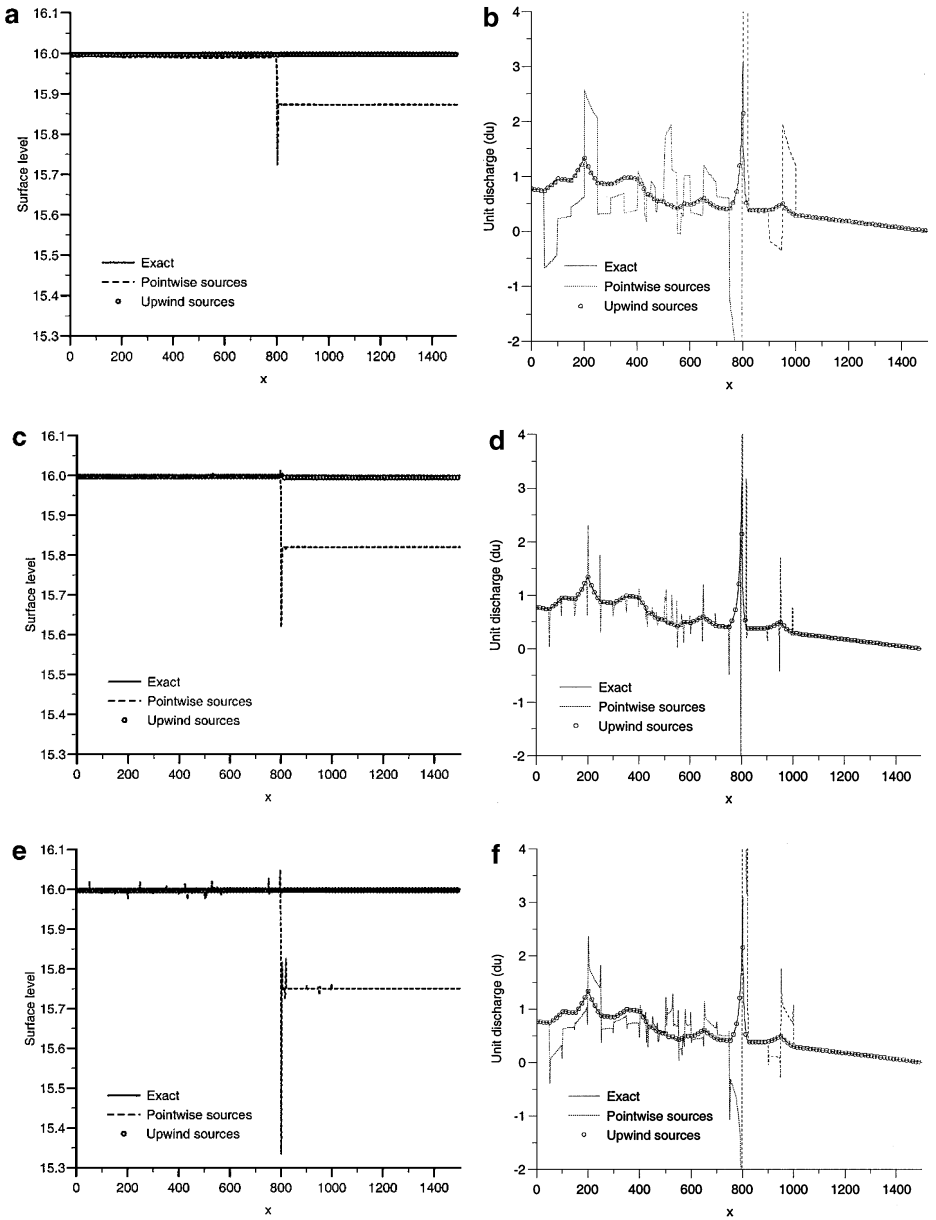 a
16.1
16.0
15.9
15.8
15.6
15.5
15.4
15.3
Surface level
Exact
Pointwise sources
Upwind sources
0 200 400 600 800 1000 1200 1400
x
b
4
3
2
1
0
-1
-2
Unit discharge (du)
Exact
Pointwise sources
Upwind sources
0 200 400 600 800 1000 1200 1400
x
c
16.1
16.0
15.9
15.8
15.6
15.5
15.4
15.3
Surface level
Exact
Pointwise sources
Upwind sources
0 200 400 600 800 1000 1200 1400
x
d
4
3
2
1
0
-1
-2
Unit discharge (du)
Exact
Pointwise sources
Upwind sources
0 200 400 600 800 1000 1200 1400
x
e
16.1
16.0
15.9
15.8
15.6
15.5
15.4
15.3
Surface level
Exact
Pointwise sources
Upwind sources
0 200 400 600 800 1000 1200 1400
x
f
4
3
2
1
0
-1
-2
Unit discharge (du)
Exact
Pointwise sources
Upwind sources
0 200 400 600 800 1000 1200 1400
x